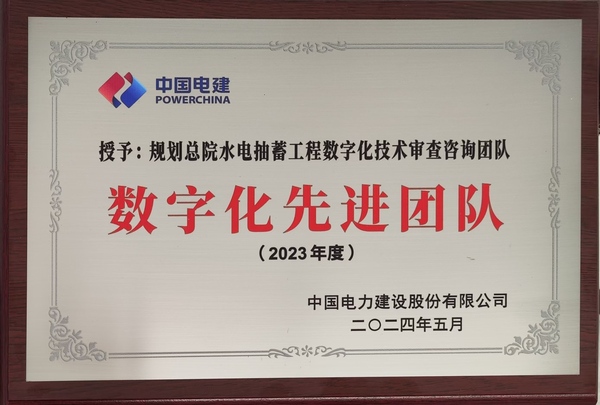 中国电建
POWERCHINA
授予：规划总院水电抽蓄工程数字化技术审查咨询团队
数字化先进团队
（2023年度）
中国电力建设股份有限公司
二〇二四年五月